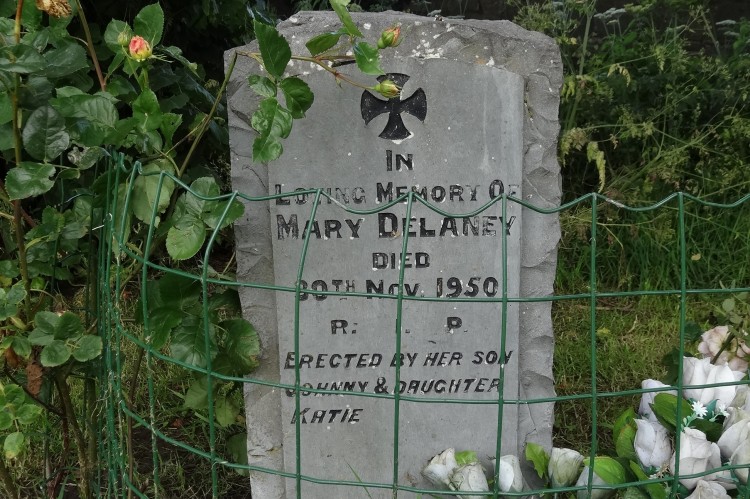 IN
LOVING MEMORY OF
MARY DELANEY
DIED
30TH NOV. 1950
R. I. P.
ERECTED BY HER SON
JOHNNY & DAUGHTER
KATIE